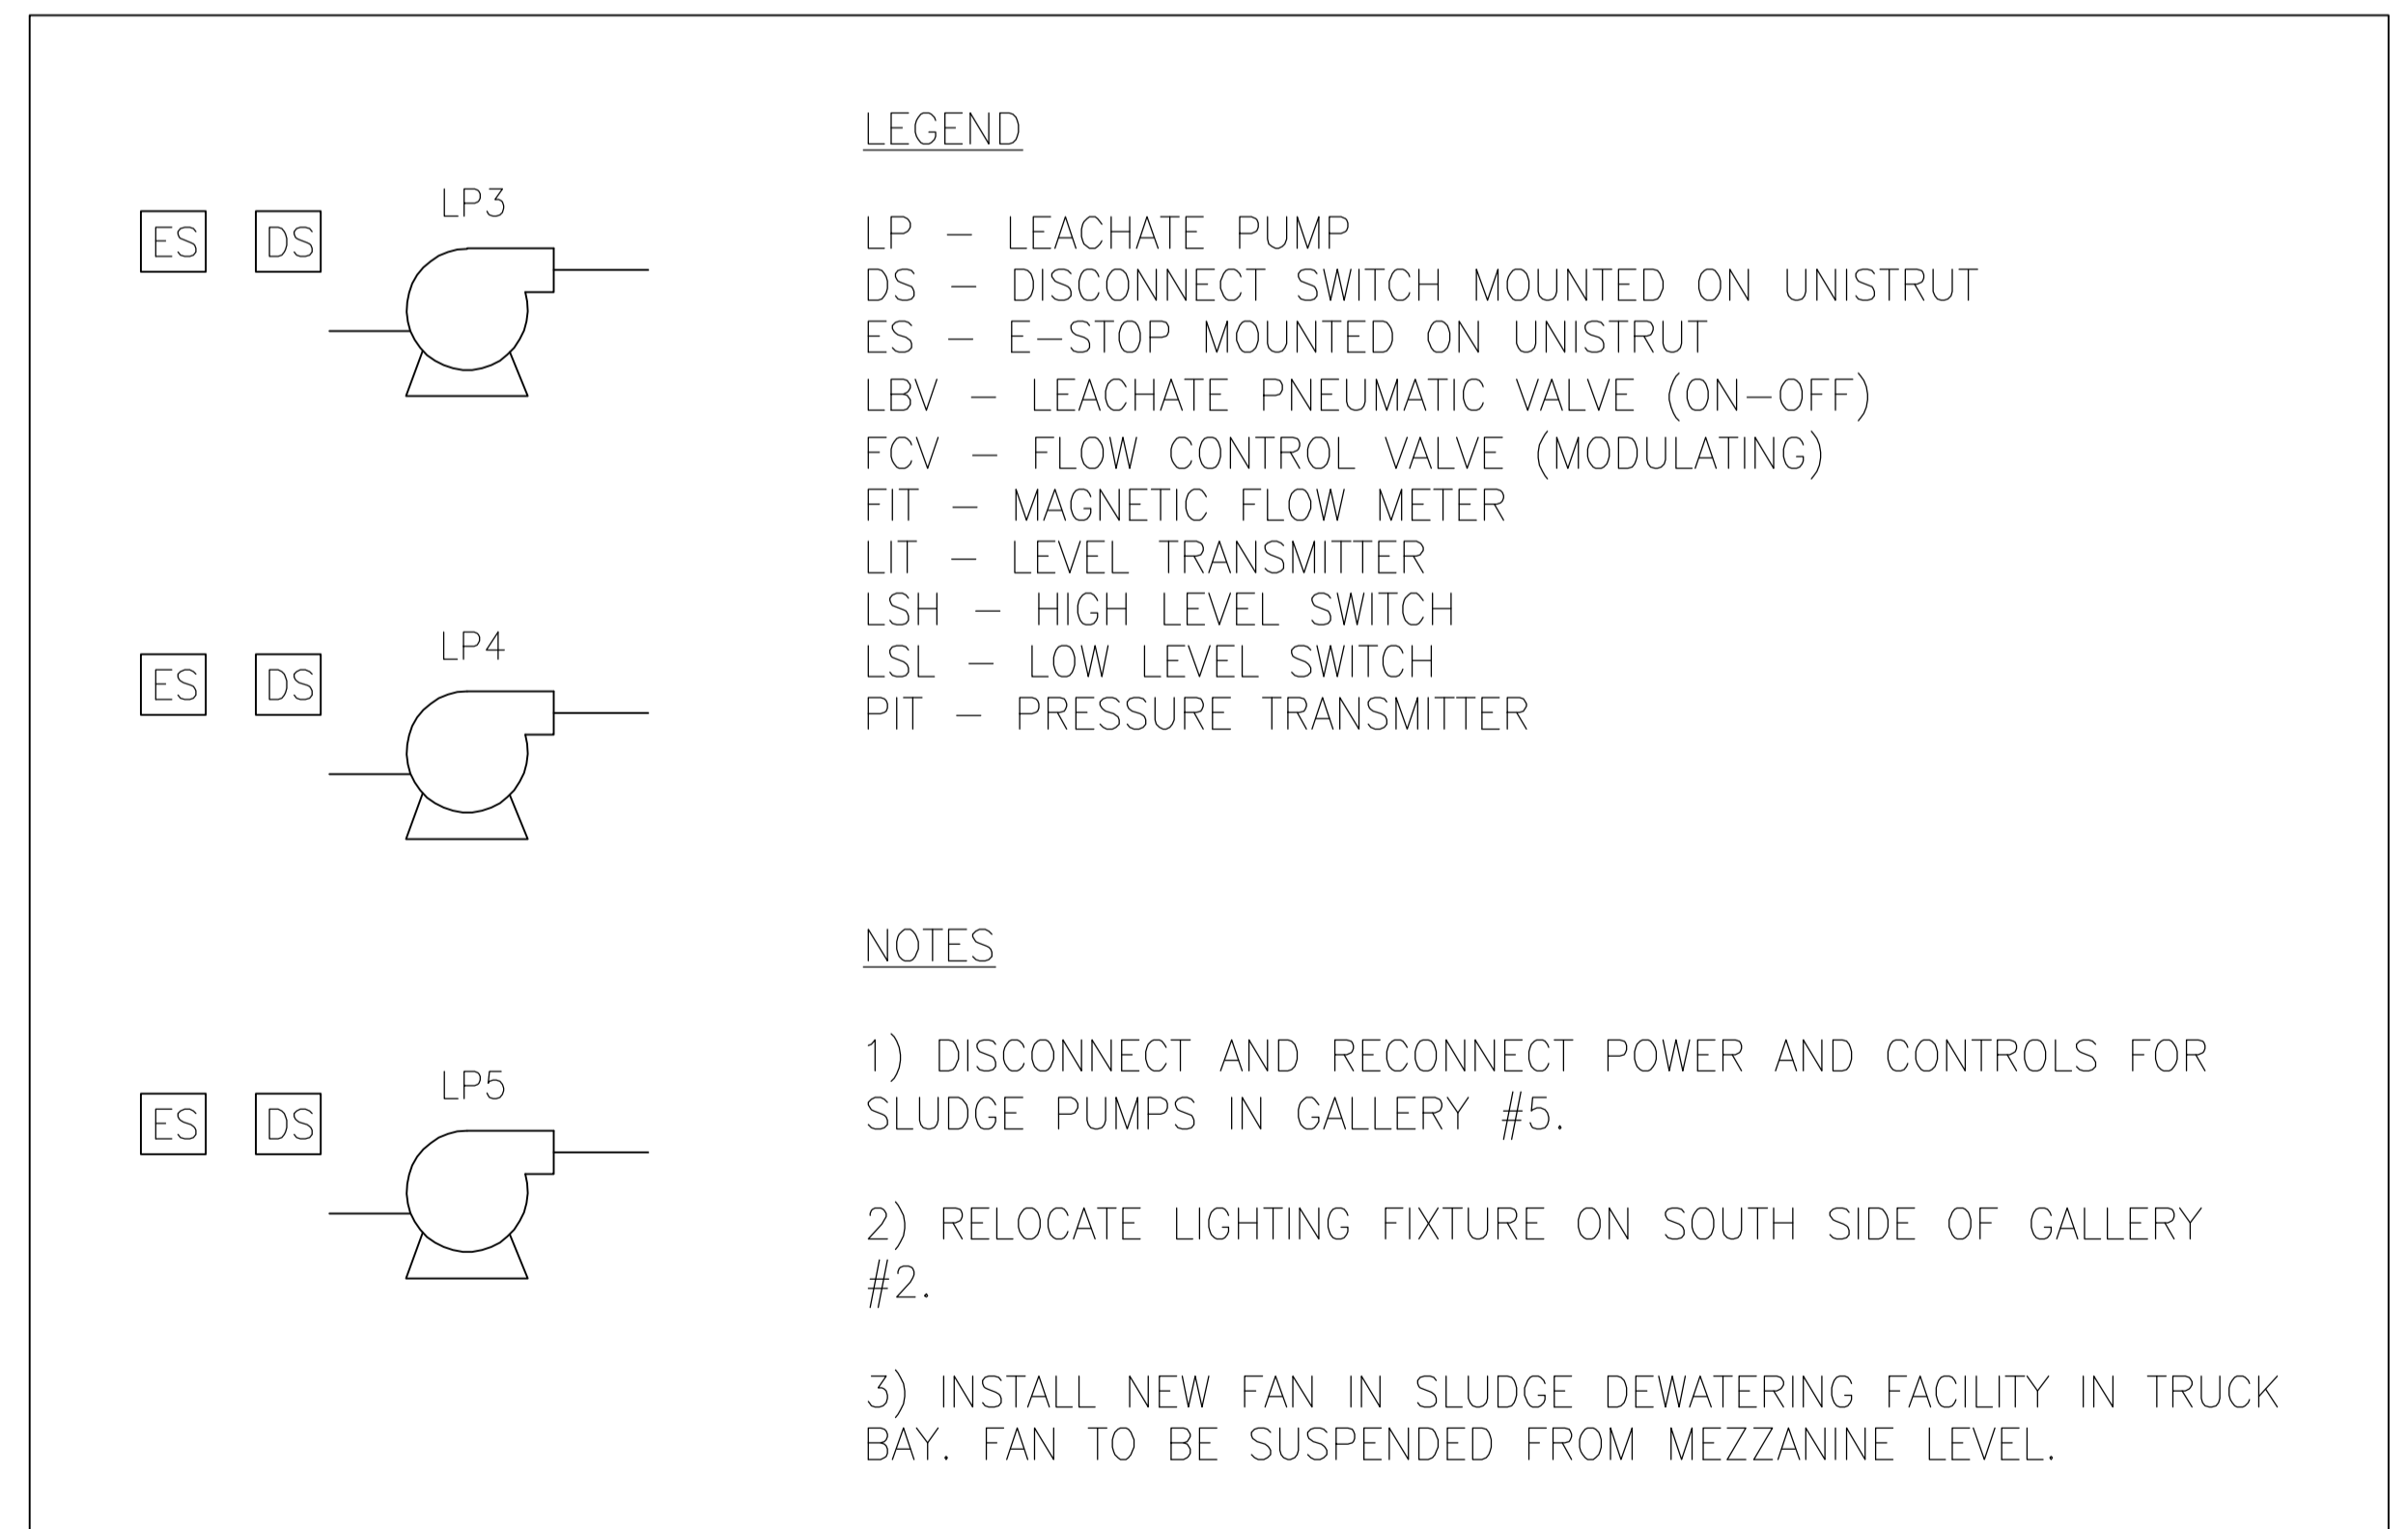 LP3
ES DS
LP4
ES DS
LP5
ES DS
LEGEND
LP – LEACHATE PUMP
DS – DISCONNECT SWITCH MOUNTED ON UNISTRUT
ES – E–STOP MOUNTED ON UNISTRUT
LBV – LEACHATE PNEUMATIC VALVE (ON–OFF)
FCV – FLOW CONTROL VALVE (MODULATING)
FIT – MAGNETIC FLOW METER
LIT – LEVEL TRANSMITTER
LSH – HIGH LEVEL SWITCH
LSL – LOW LEVEL SWITCH
PIT – PRESSURE TRANSMITTER
NOTES
1) DISCONNECT AND RECONNECT POWER AND CONTROLS FOR
SLUDGE PUMPS IN GALLERY #5.
2) RELOCATE LIGHTING FIXTURE ON SOUTH SIDE OF GALLERY
#2.
3) INSTALL NEW FAN IN SLUDGE DEWATERING FACILITY IN TRUCK
BAY. FAN TO BE SUSPENDED FROM MEZZANINE LEVEL.